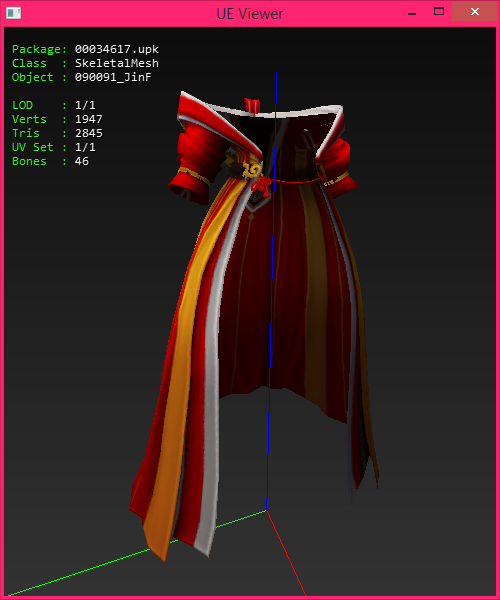 UE Viewer
Package: 00034617.upk
Class  : SkeletalMesh
Object : 090091_JinF
LOD    : 1/1
Verts  : 1947
Tris   : 2845
UV Set : 1/1
Bones  : 46